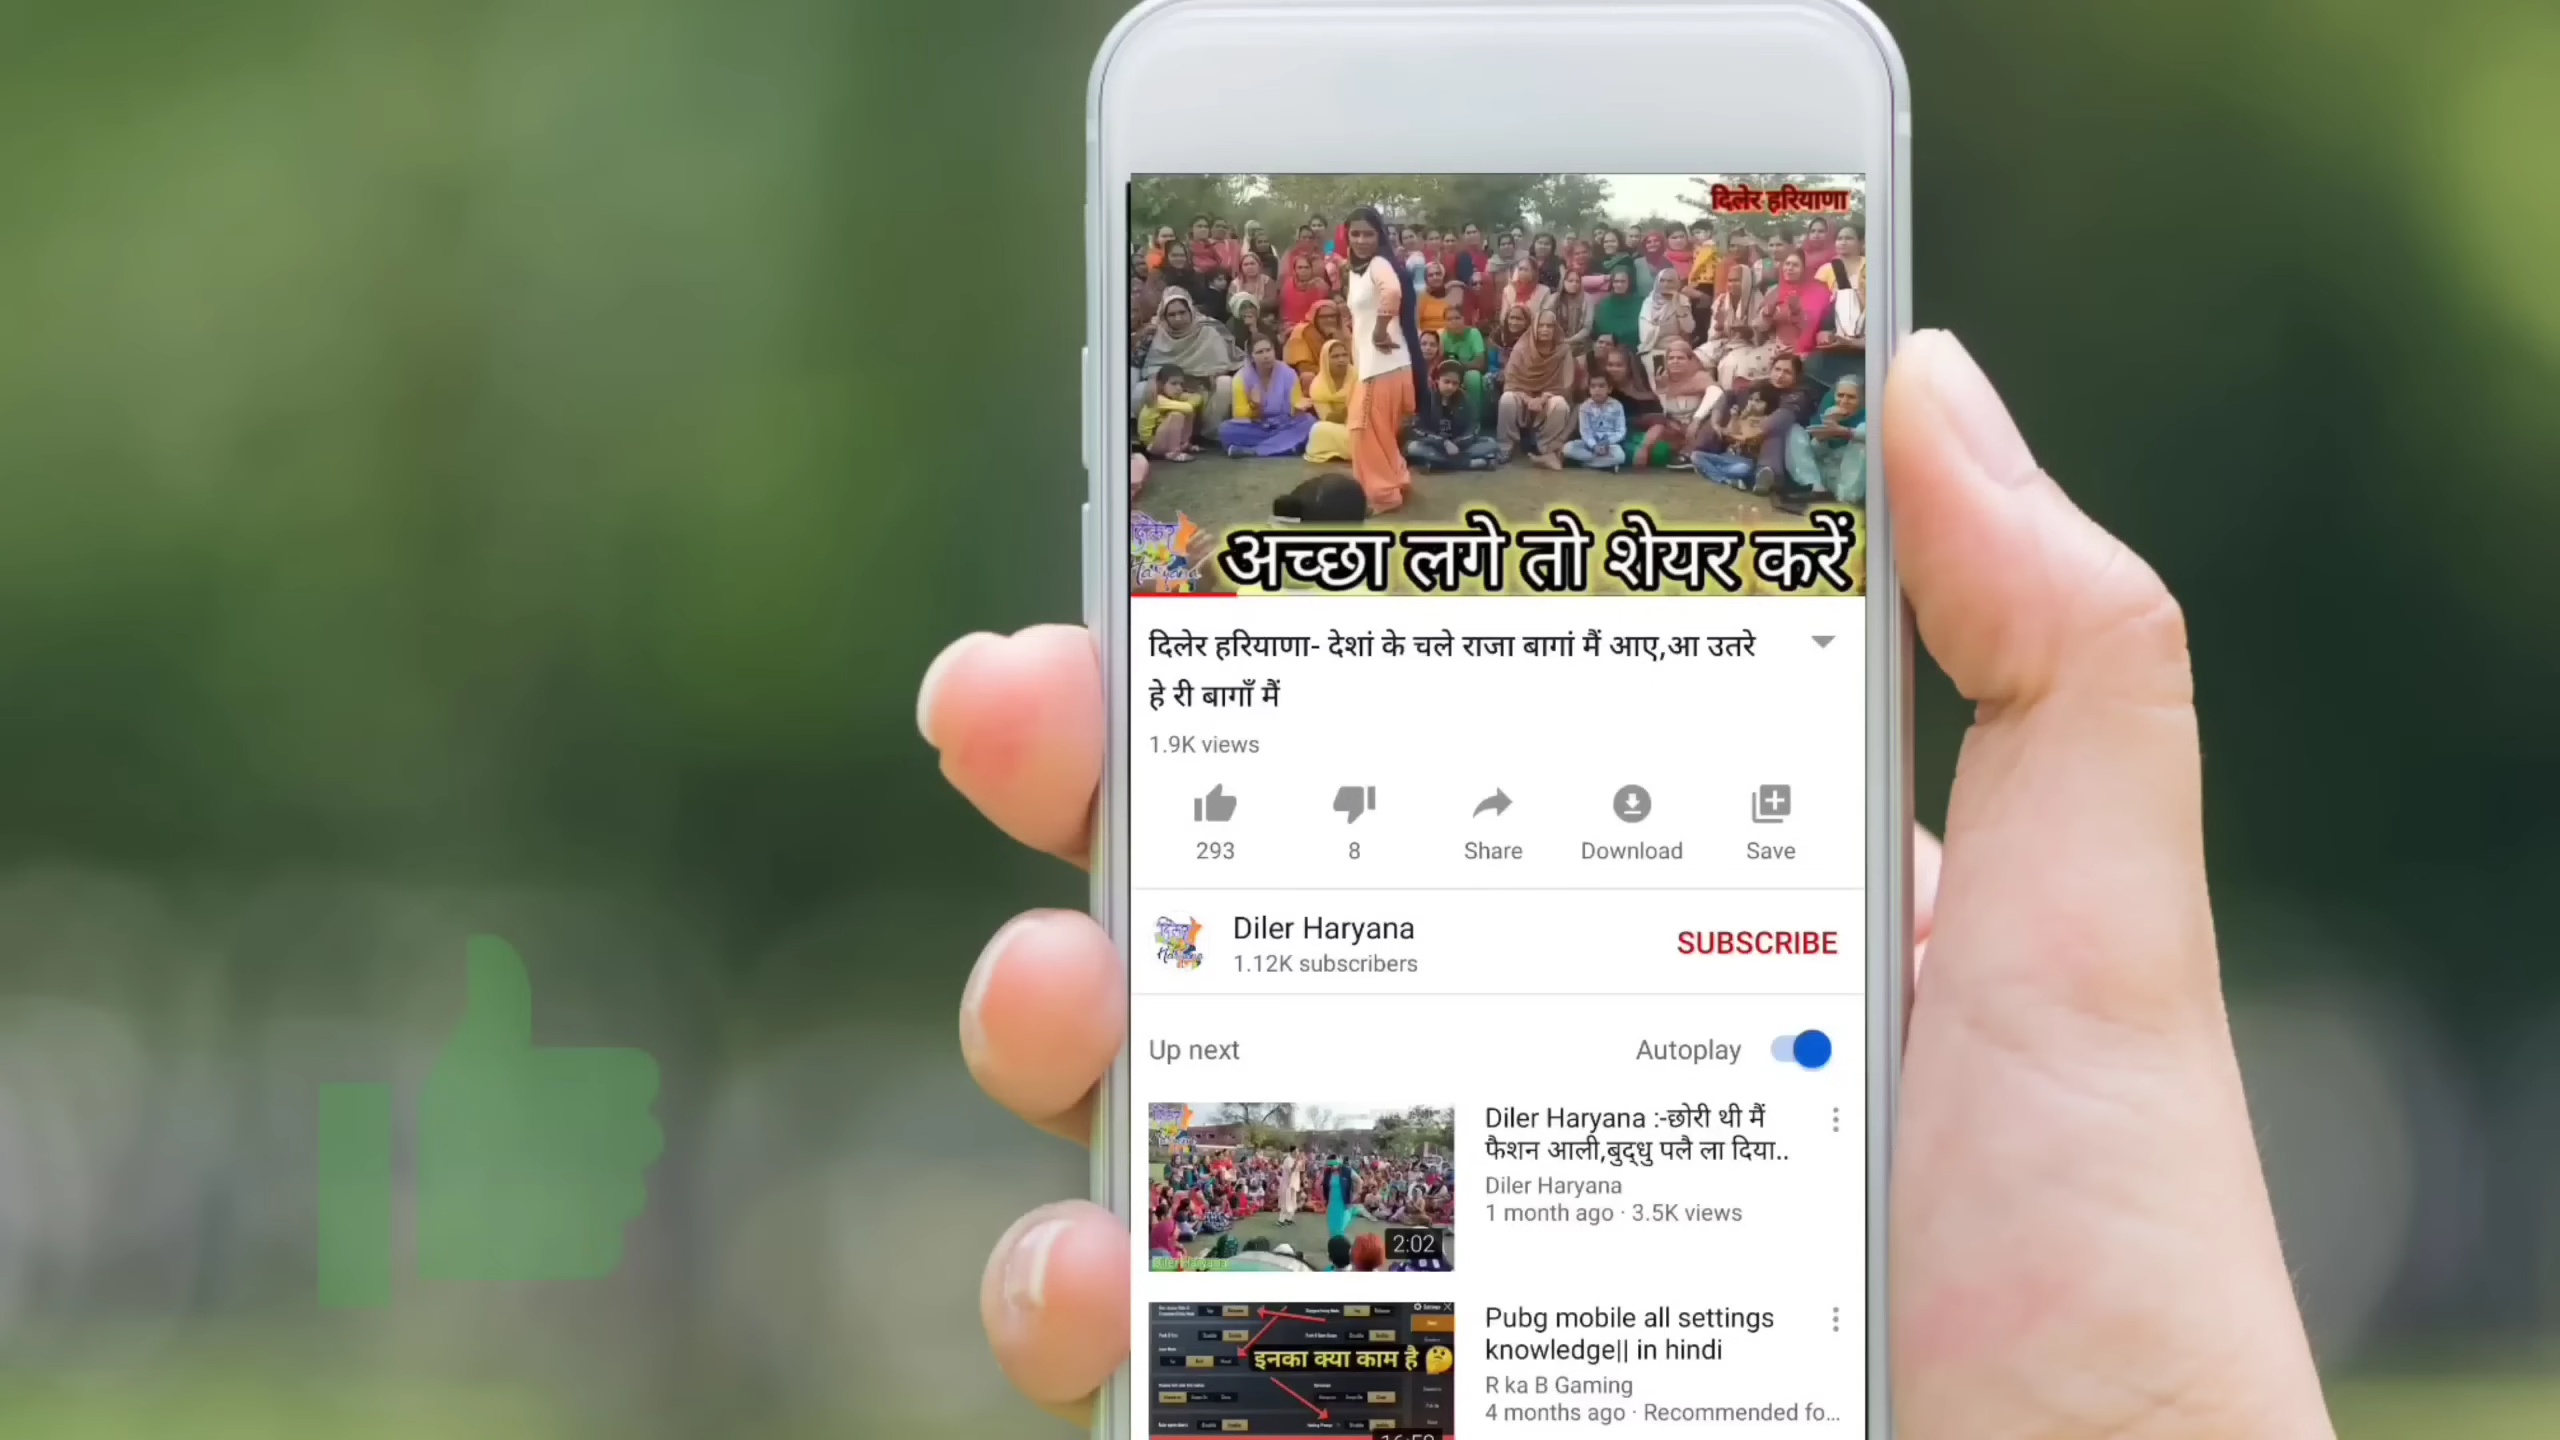 दिलेर हरियाणा
अच्छा लगे तो शेयर करें
दिलेर हरियाणा- देशां के चले राजा बागां मैं आए,आ उतरे
हे री बागाँ मैं
1.9K views
293
8
Share
Download
Save
Diler Haryana
1.12K subscribers
SUBSCRIBE
Up next
Autoplay
Diler Haryana :-छोरी थी मैं
फैशन आली,बुद्धु पलै ला दिया..
Diler Haryana
1 month ago · 3.5K views
2:02
Diler Haryana
इनका क्या काम है
Pubg mobile all settings
knowledge|| in hindi
R ka B Gaming
4 months ago · Recommended fo...